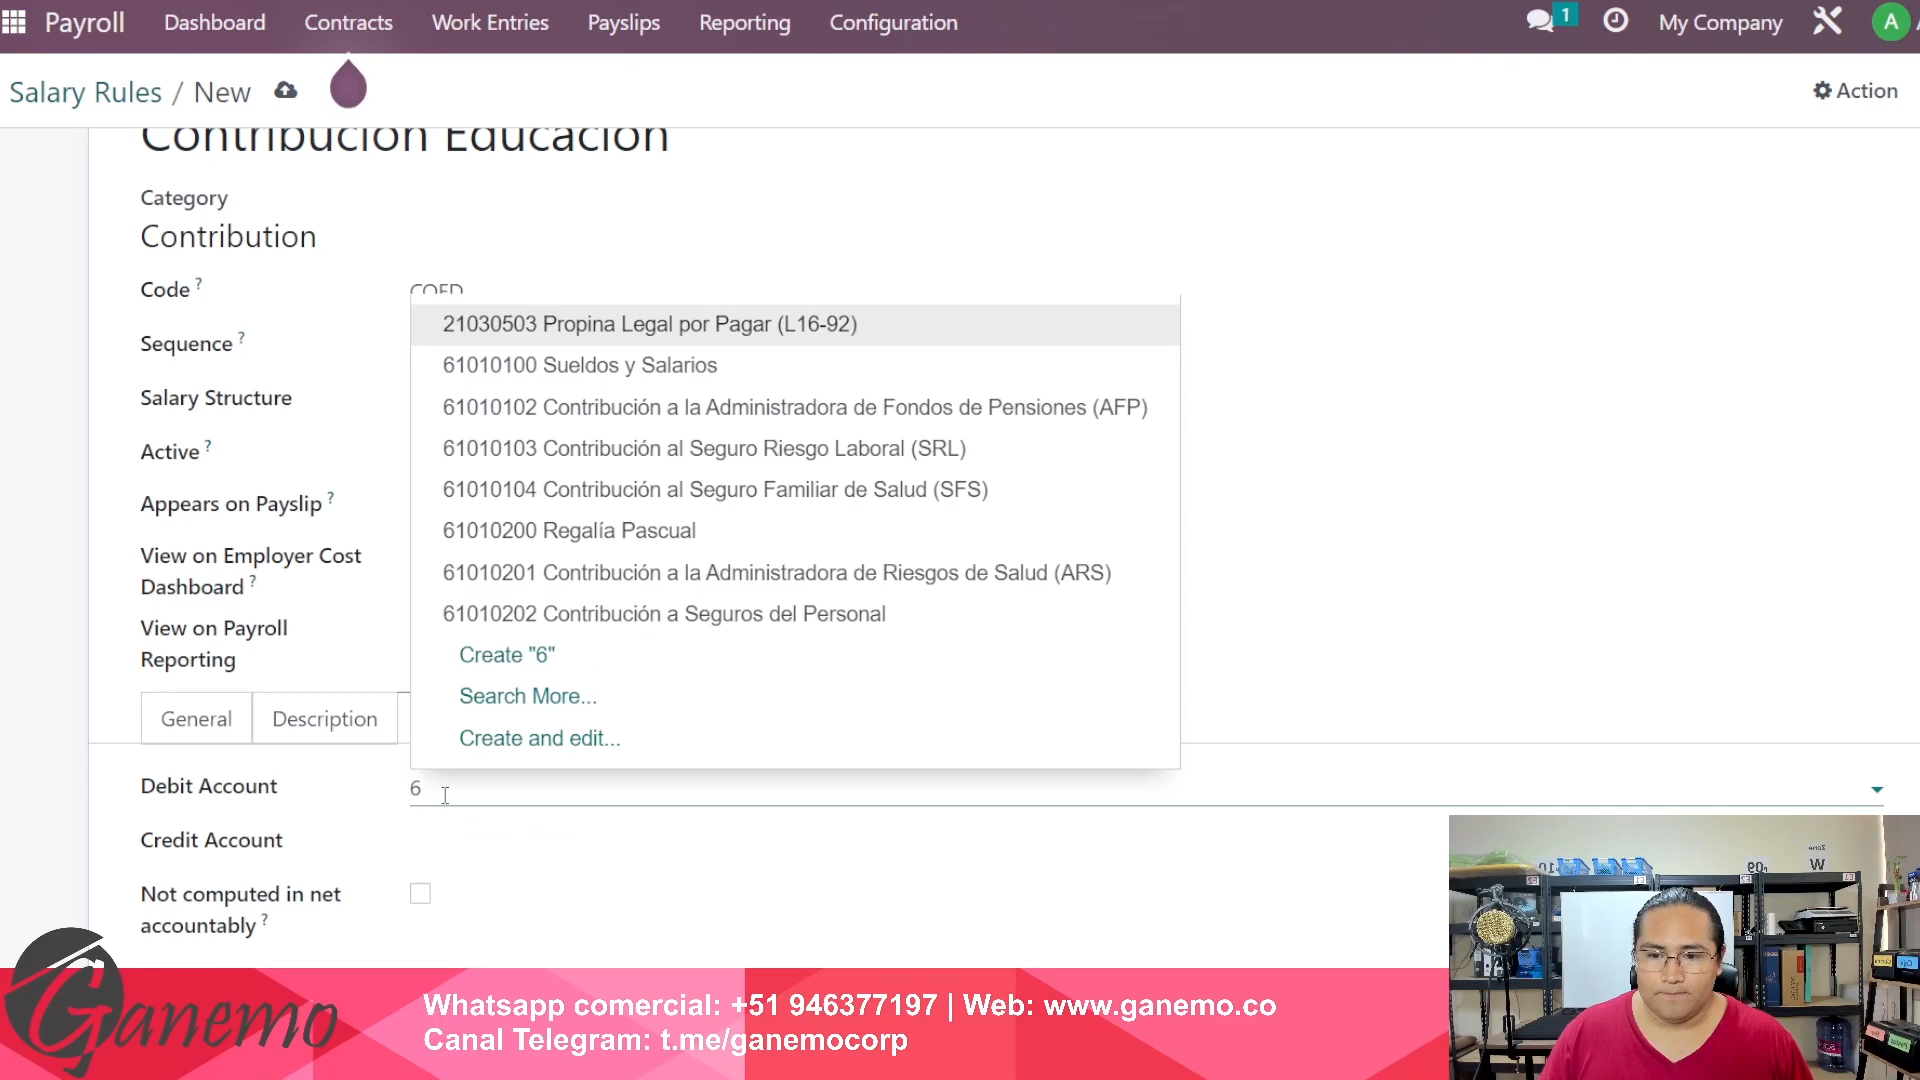 Payroll Dashboard Contracts Work Entries Payslips Reporting Configuration 1 My Company A
Salary Rules / New Action
Contribución Educación
Category
Contribution
Code ? COED
Sequence ?
Salary Structure
Active ?
Appears on Payslip ?
View on Employer Cost
Dashboard ?
View on Payroll
Reporting
21030503 Propina Legal por Pagar (L16-92)
61010100 Sueldos y Salarios
61010102 Contribución a la Administradora de Fondos de Pensiones (AFP)
61010103 Contribución al Seguro Riesgo Laboral (SRL)
61010104 Contribución al Seguro Familiar de Salud (SFS)
61010200 Regalía Pascual
61010201 Contribución a la Administradora de Riesgos de Salud (ARS)
61010202 Contribución a Seguros del Personal
Create "6"
Search More...
Create and edit...
General Description
Debit Account 6
Credit Account
Not computed in net
accountably ?
Ganemo
Whatsapp comercial: +51 946377197 | Web: www.ganemo.co
Canal Telegram: t.me/ganemocorp